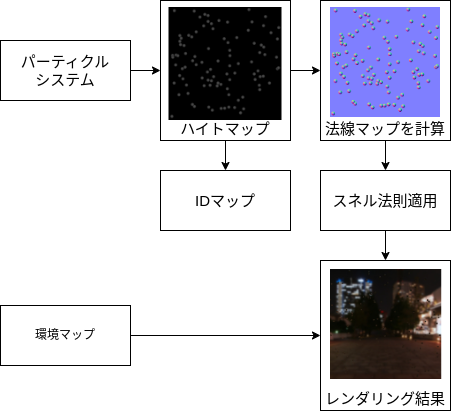 パーティクル
システム
ハイトマップ
法線マップを計算
IDマップ
スネル法則適用
環境マップ
レンダリング結果